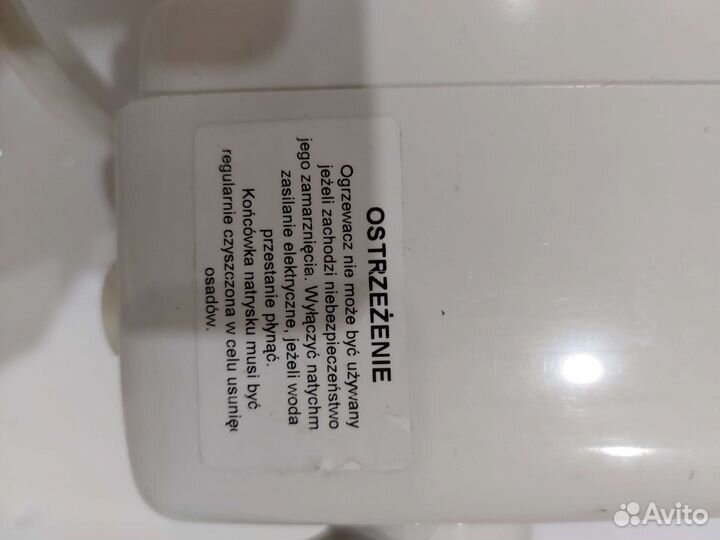 OSTRZEŻENIE
Ogrzewacz nie może być używany
jeżeli zachodzi niebezpieczeństwo
jego zamarznięcia. Wyłączyć natychm
zasilanie elektryczne, jeżeli woda
przestanie płynąć.
Końcówka natrysku musi być
regularnie czyszczona w celu usunięc
osadów.
Avito